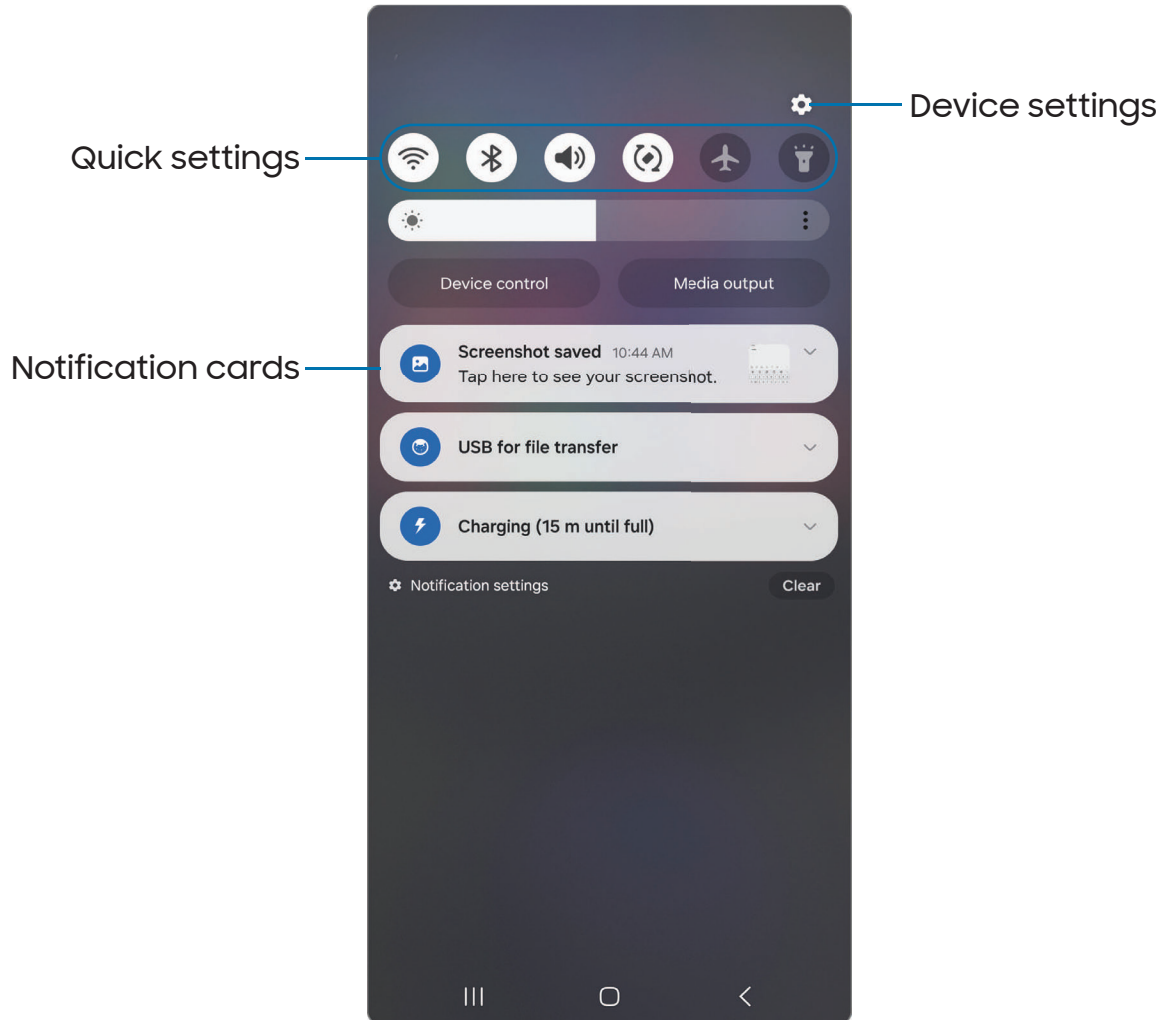 Device settings
Quick settings
Device control
Media output
Notification cards
Screenshot saved 10:44 AM
Tap here to see your screenshot.
USB for file transfer
Charging (15 m until full)
Notification settings
Clear